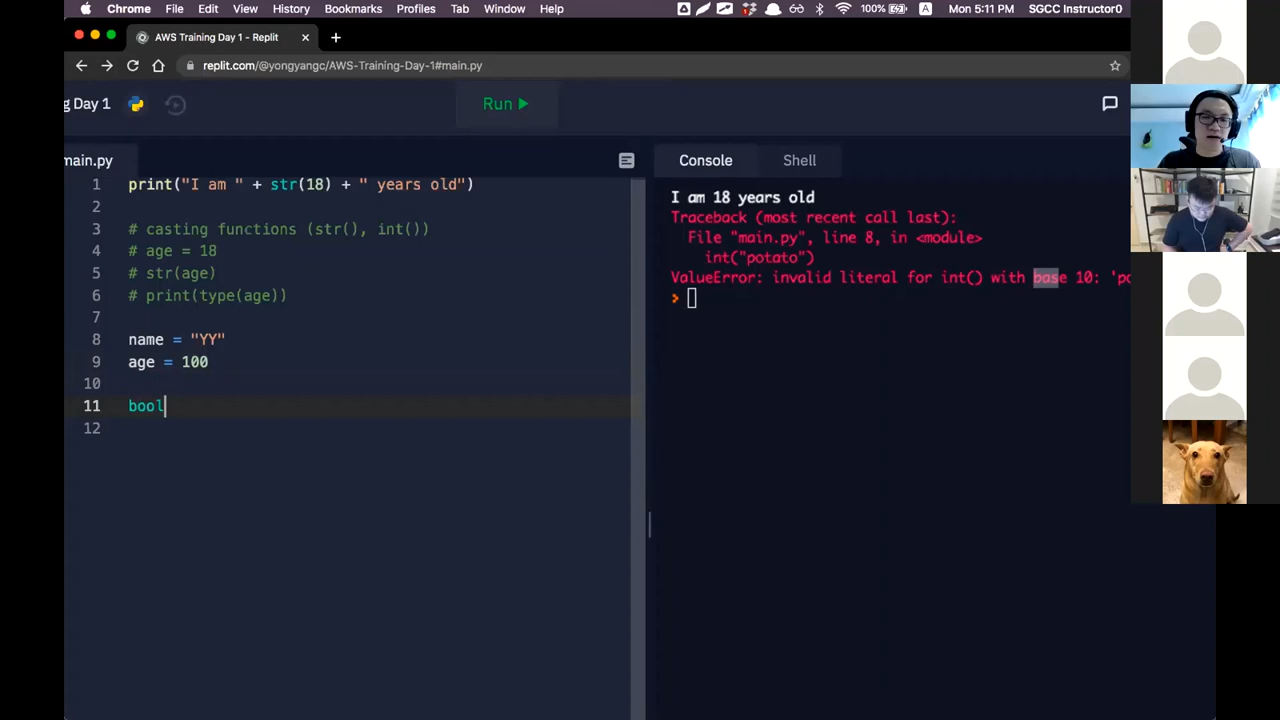 Chrome File Edit View History Bookmarks Profiles Tab Window Help 100% A Mon 5:11 PM SGCC Instructor0
AWS Training Day 1 - Replit
replit.com/@yongyangc/AWS-Training-Day-1#main.py
g Day 1 Run
main.py Console Shell
1 print("I am " + str(18) + " years old")
2
3 # casting functions (str(), int())
4 # age = 18
5 # str(age)
6 # print(type(age))
7
8 name = "YY"
9 age = 100
10
11 bool
12
I am 18 years old
Traceback (most recent call last):
File "main.py", line 8, in <module>
int("potato")
ValueError: invalid literal for int() with base 10: 'po